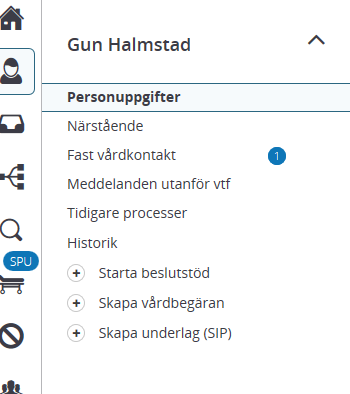 Gun Halmstad
Personuppgifter
Närstående
Fast vårdkontakt 1
Meddelanden utanför vtf
Tidigare processer
Historik
SPU
Starta beslutstöd
Skapa vårdbegäran
Skapa underlag (SIP)